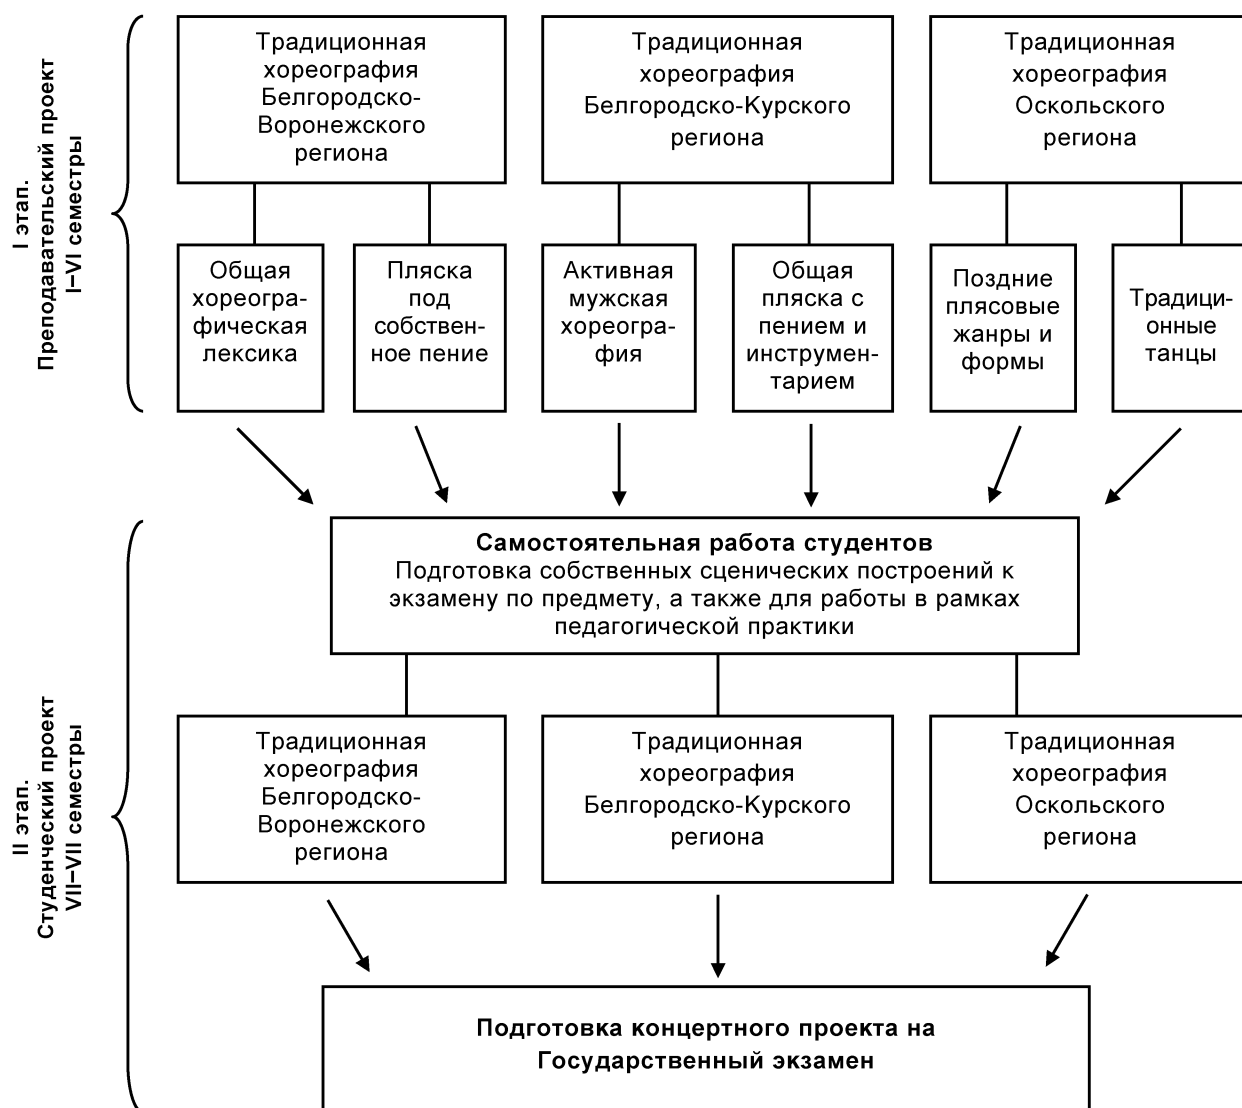 I этап.
Преподавательский проект
I–VI семестры
Традиционная
хореография
Белгородско-
Воронежского
региона
Традиционная
хореография
Белгородско-Курского
региона
Традиционная
хореография
Оскольского
региона
Общая
хореогра-
фическая
лексика
Пляска
под
собствен-
ное пение
Активная
мужская
хореогра-
фия
Общая
пляска с
пением и
инструмен-
тарием
Поздние
плясовые
жанры и
формы
Традици-
онные
танцы
II этап.
Студенческий проект
VII–VII семестры
Самостоятельная работа студентов
Подготовка собственных сценических построений к
экзамену по предмету, а также для работы в рамках
педагогической практики
Традиционная
хореография
Белгородско-
Воронежского
региона
Традиционная
хореография
Белгородско-Курского
региона
Традиционная
хореография
Оскольского
региона
Подготовка концертного проекта на
Государственный экзамен